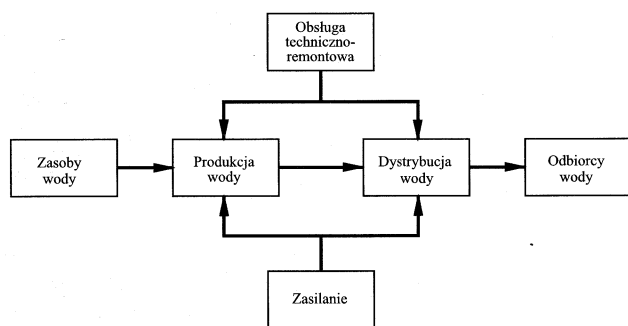 Obsługa
techniczno-
remontowa
Zasoby
wody
Produkcja
wody
Dystrybucja
wody
Odbiorcy
wody
Zasilanie